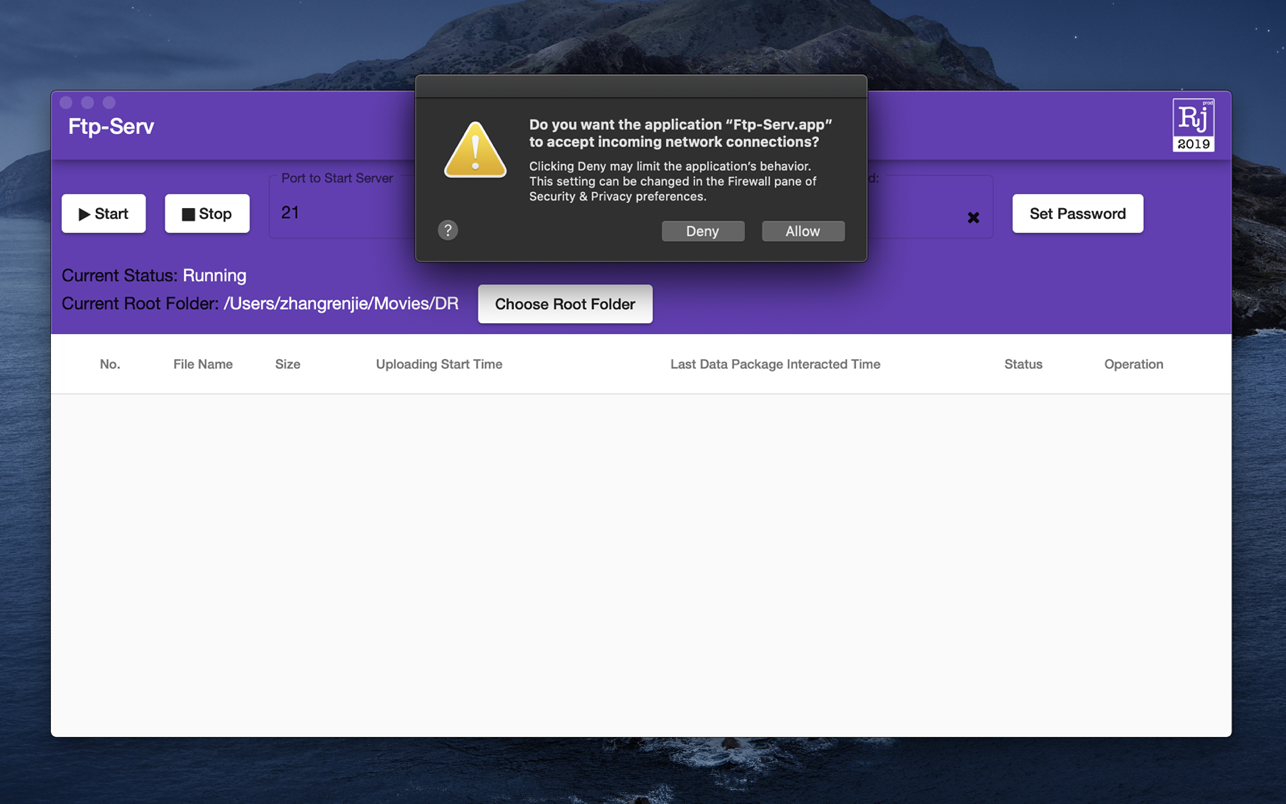 Do you want the application “Ftp-Serv.app”
to accept incoming network connections?
Clicking Deny may limit the application's behavior.
This setting can be changed in the Firewall pane of
Security & Privacy preferences.
?
Deny
Allow
Ftp-Serv
prod
Rj
2019
Start
Stop
Port to Start Server
21
d:
Set Password
Current Status: Running
Current Root Folder: /Users/zhangrenjie/Movies/DR
Choose Root Folder
No. File Name Size Uploading Start Time Last Data Package Interacted Time Status Operation